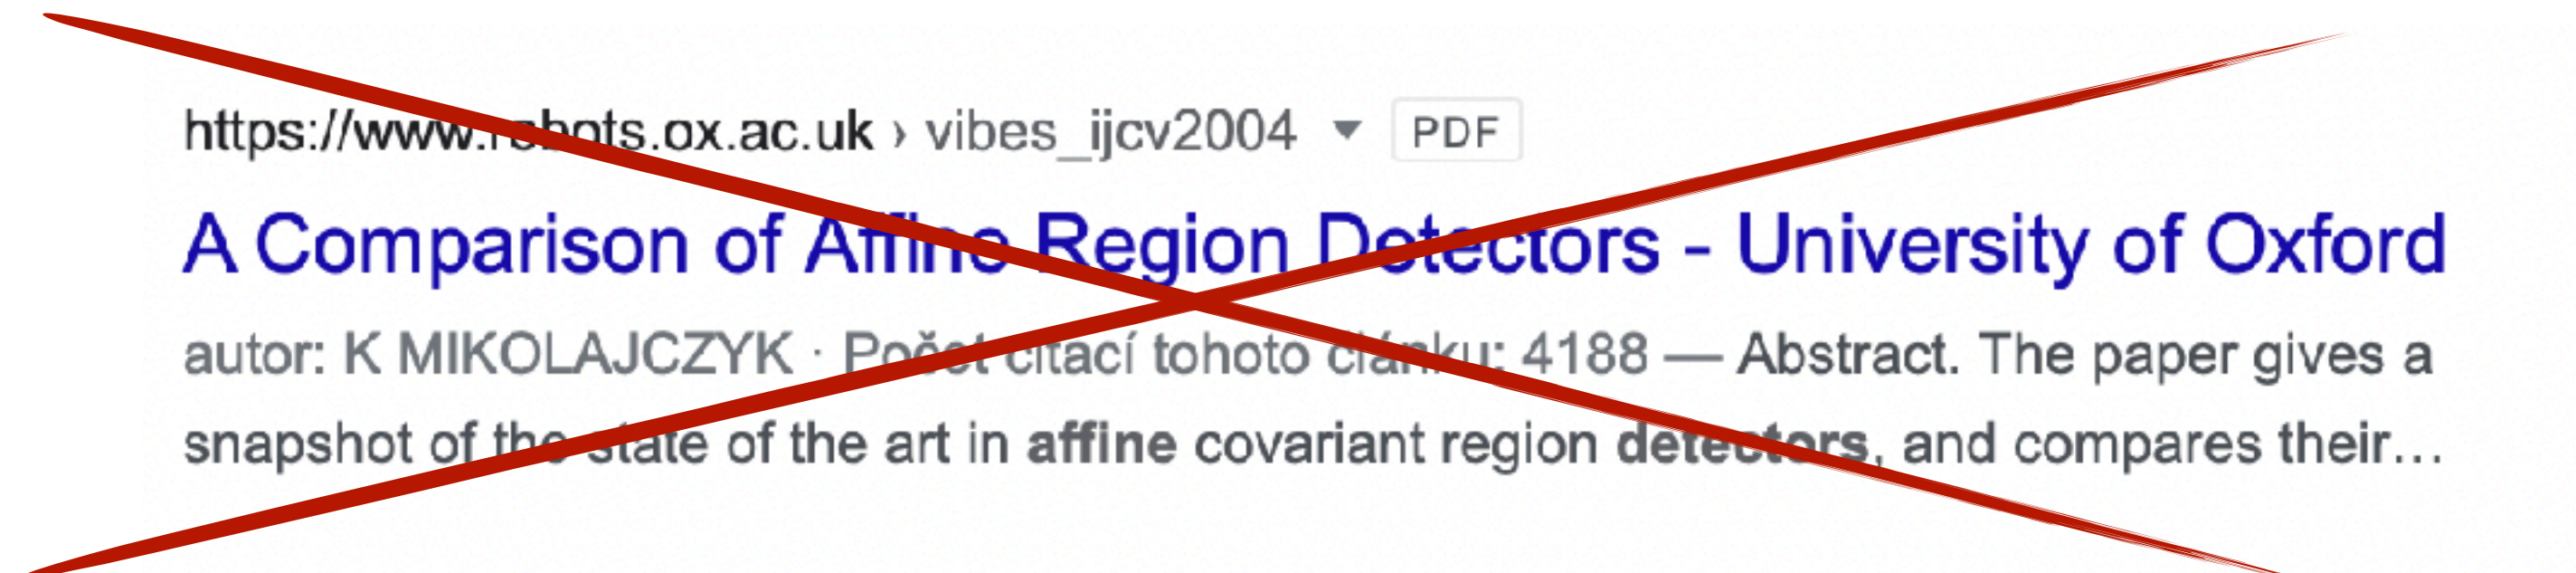 https://www.robots.ox.ac.uk › vibes_ijcv2004 ▼ PDF
A Comparison of Affine Region Detectors - University of Oxford
autor: K MIKOLAJCZYK · Počet citací tohoto článku: 4188 — Abstract. The paper gives a
snapshot of the state of the art in affine covariant region detectors, and compares their...